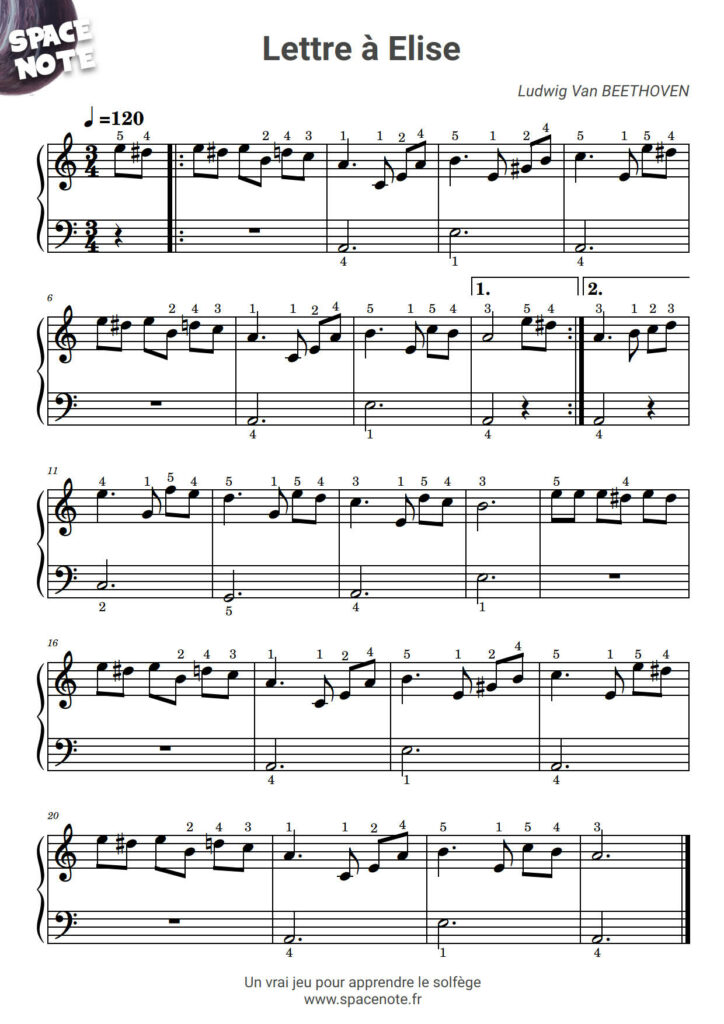 SPACE
NOTE
Lettre à Elise
Ludwig Van BEETHOVEN
=120
5 4 2 4 3 1 1 2 4 5 1 2 4 5 1 5 4
3
4
3
4
4 1 4
1. 2.
6
2 4 3 1 1 2 4 5 1 5 4 3 5 4 3 1 2 3
4 1 4 4
11
4 1 5 4 5 1 5 4 3 1 5 4 3
2 5 4 1
16
2 4 3 1 1 2 4 5 1 2 4 5 1 5 4
4 1 4
20
2 4 3 1 1 2 4 5 1 5 4 3
4 1 4
Un vrai jeu pour apprendre le solfège
www.spacenote.fr